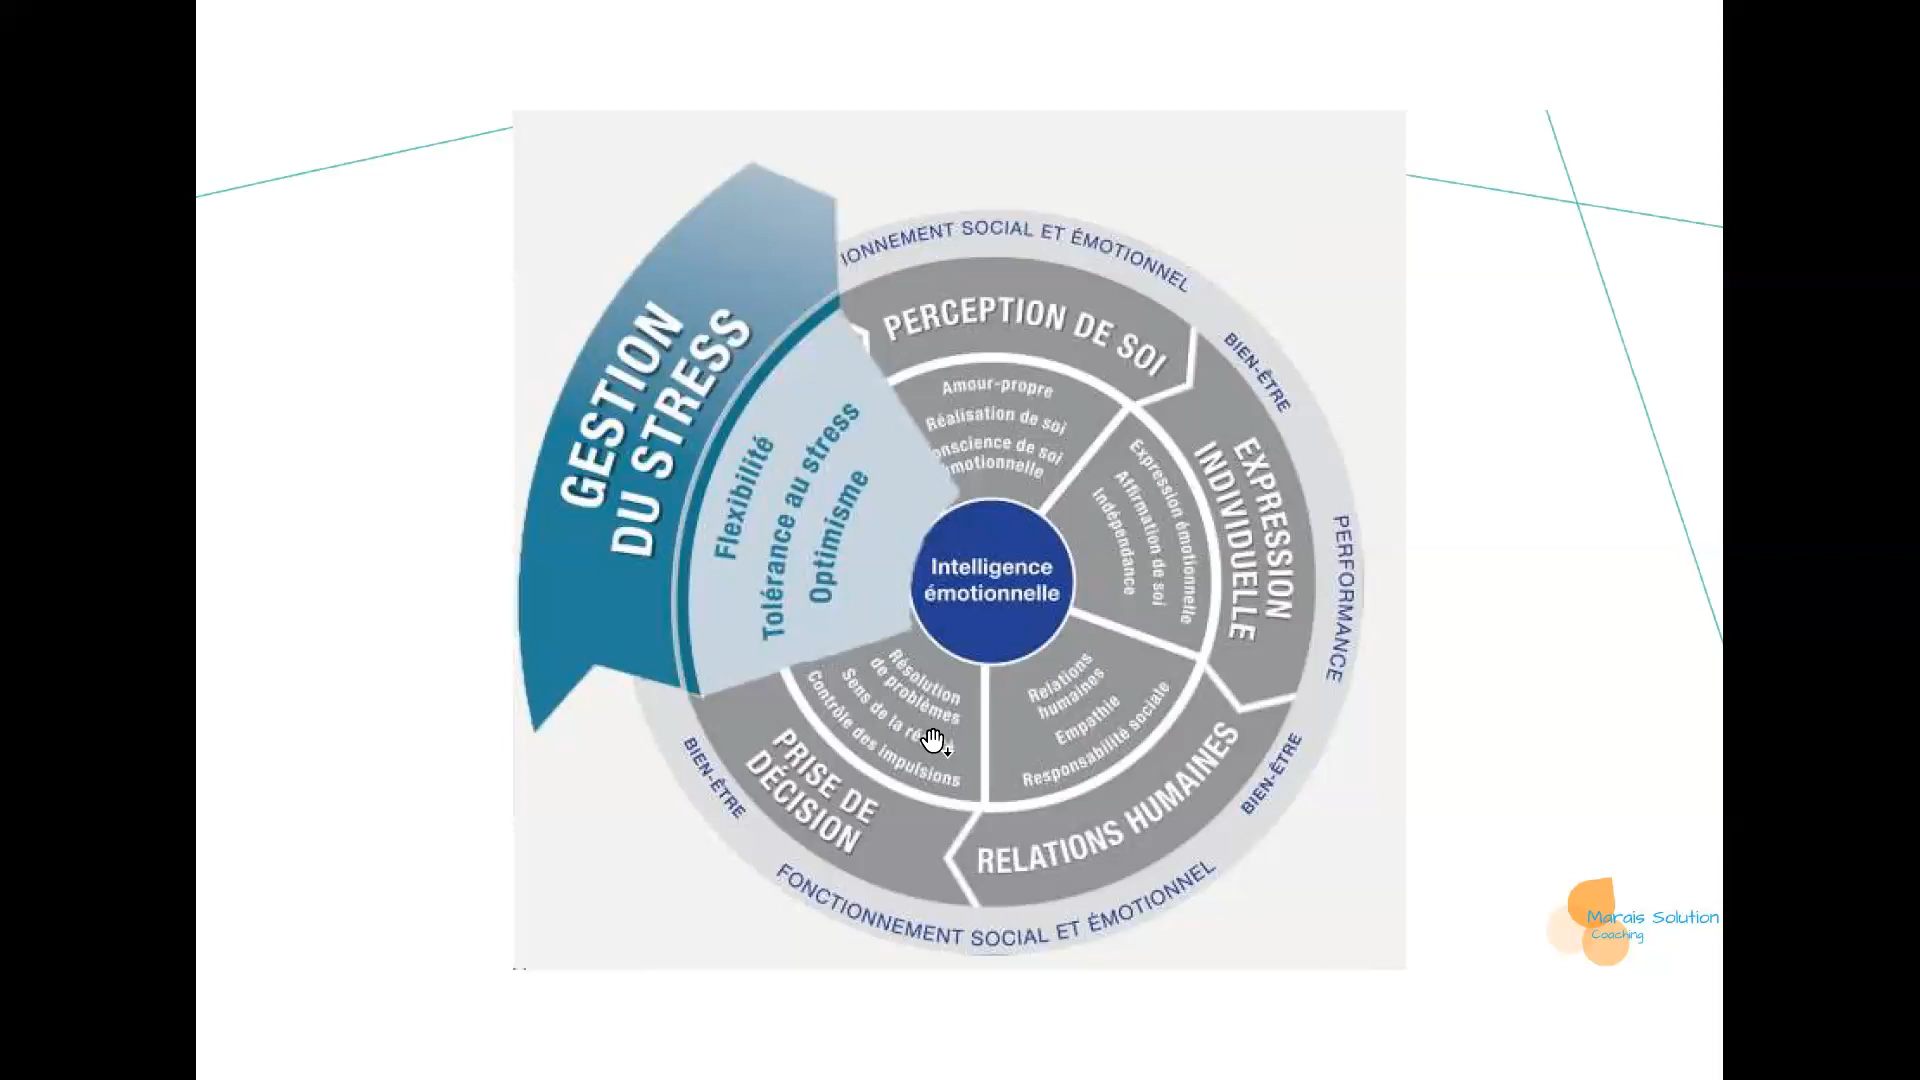 IONNEMENT SOCIAL ET ÉMOTIONNEL
GESTION
DU STRESS
Flexibilité
Tolérance au stress
Optimisme
PERCEPTION DE SOI
Amour-propre
Réalisation de soi
onscience de soi
motionnelle
BIEN-ÊTRE
EXPRESSION
INDIVIDUELLE
Expression émotionnelle
Affirmation de soi
Indépendance
PERFORMANCE
Intelligence
émotionnelle
Relations
humaines
Empathie
Responsabilité sociale
RELATIONS HUMAINES
BIEN-ÊTRE
Résolution
de problèmes
Sens de la
Contrôle des impulsions
PRISE DE
DÉCISION
BIEN-ÊTRE
FONCTIONNEMENT SOCIAL ET ÉMOTIONNEL
Marais Solution
Coaching